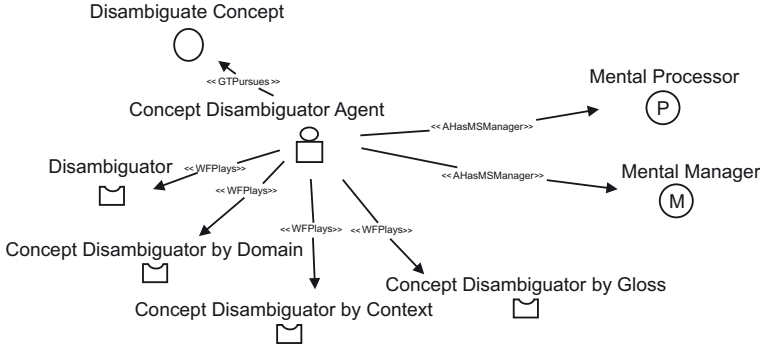 Disambiguate Concept
<< GTPursues >>
Mental Processor
P
Concept Disambiguator Agent
<< AHasMSManager>>
Disambiguator
<< WFPlays>>
<< AHasMSManager>>
Mental Manager
M
<< WFPlays>>
<< WFPlays>>
<< WFPlays>>
Concept Disambiguator by Domain
Concept Disambiguator by Gloss
Concept Disambiguator by Context